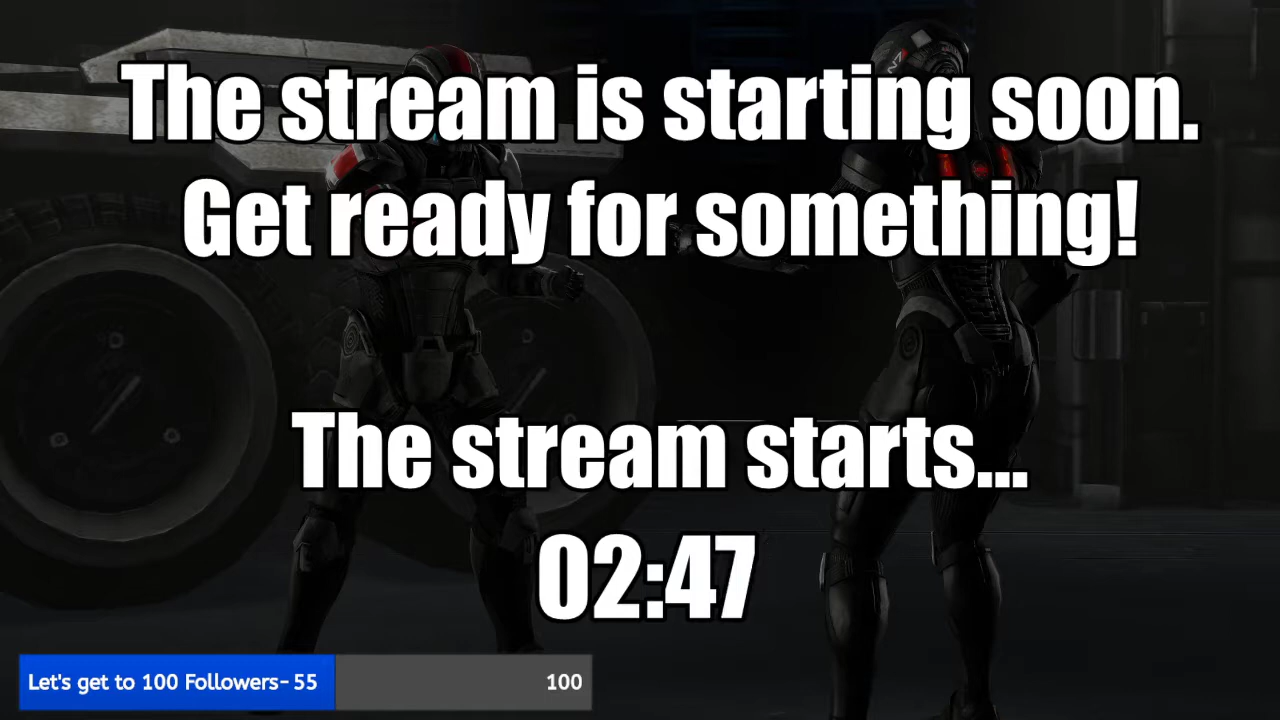 The stream is starting soon.
Get ready for something!
N7
The stream starts...
02:47
Let's get to 100 Followers- 55
100